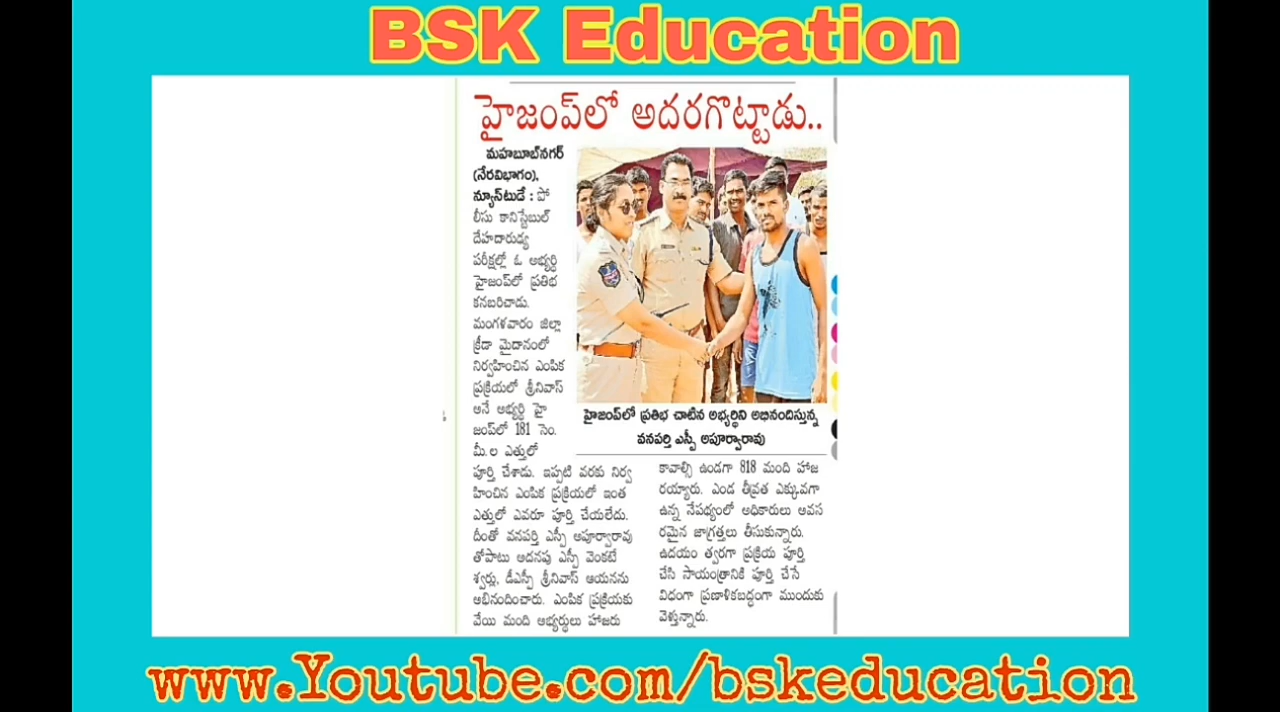 BSK Education
హైజంప్‌లో అదరగొట్టాడు..
మహబూబ్‌నగర్
(నేరవిభాగం),
న్యూస్‌టుడే : పో
లీసు కానిస్టేబుల్
దేహదారుఢ్య
పరీక్షల్లో ఓ అభ్యర్థి
హైజంప్‌లో ప్రతిభ
కనబరిచాడు.
మంగళవారం జిల్లా
క్రీడా మైదానంలో
నిర్వహించిన ఎంపిక
ప్రక్రియలో శ్రీనివాస్
అనే అభ్యర్థి హై
జంప్‌లో 181 సెం.
మీ.ల ఎత్తులో
పూర్తి చేశాడు. ఇప్పటి వరకు నిర్వ
హించిన ఎంపిక ప్రక్రియలో ఇంత
ఎత్తులో ఎవరూ పూర్తి చేయలేదు.
దీంతో వనపర్తి ఎస్పీ అపూర్వారావు
తోపాటు అదనపు ఎస్పీ వెంకటే
శ్వర్లు, డీఎస్పీ శ్రీనివాస్ ఆయనను
అభినందించారు. ఎంపిక ప్రక్రియకు
వేయి మంది అభ్యర్థులు హాజరు
హైజంప్‌లో ప్రతిభ చాటిన అభ్యర్థిని అభినందిస్తున్న
వనపర్తి ఎస్పీ అపూర్వారావు
కావాల్సి ఉండగా 818 మంది హాజ
రయ్యారు. ఎండ తీవ్రత ఎక్కువగా
ఉన్న నేపథ్యంలో అధికారులు అవస
రమైన జాగ్రత్తలు తీసుకున్నారు.
ఉదయం త్వరగా ప్రక్రియ పూర్తి
చేసి సాయంత్రానికి పూర్తి చేసే
విధంగా ప్రణాళికబద్ధంగా ముందుకు
వెళ్తున్నారు.
www.Youtube.com/bskeducation